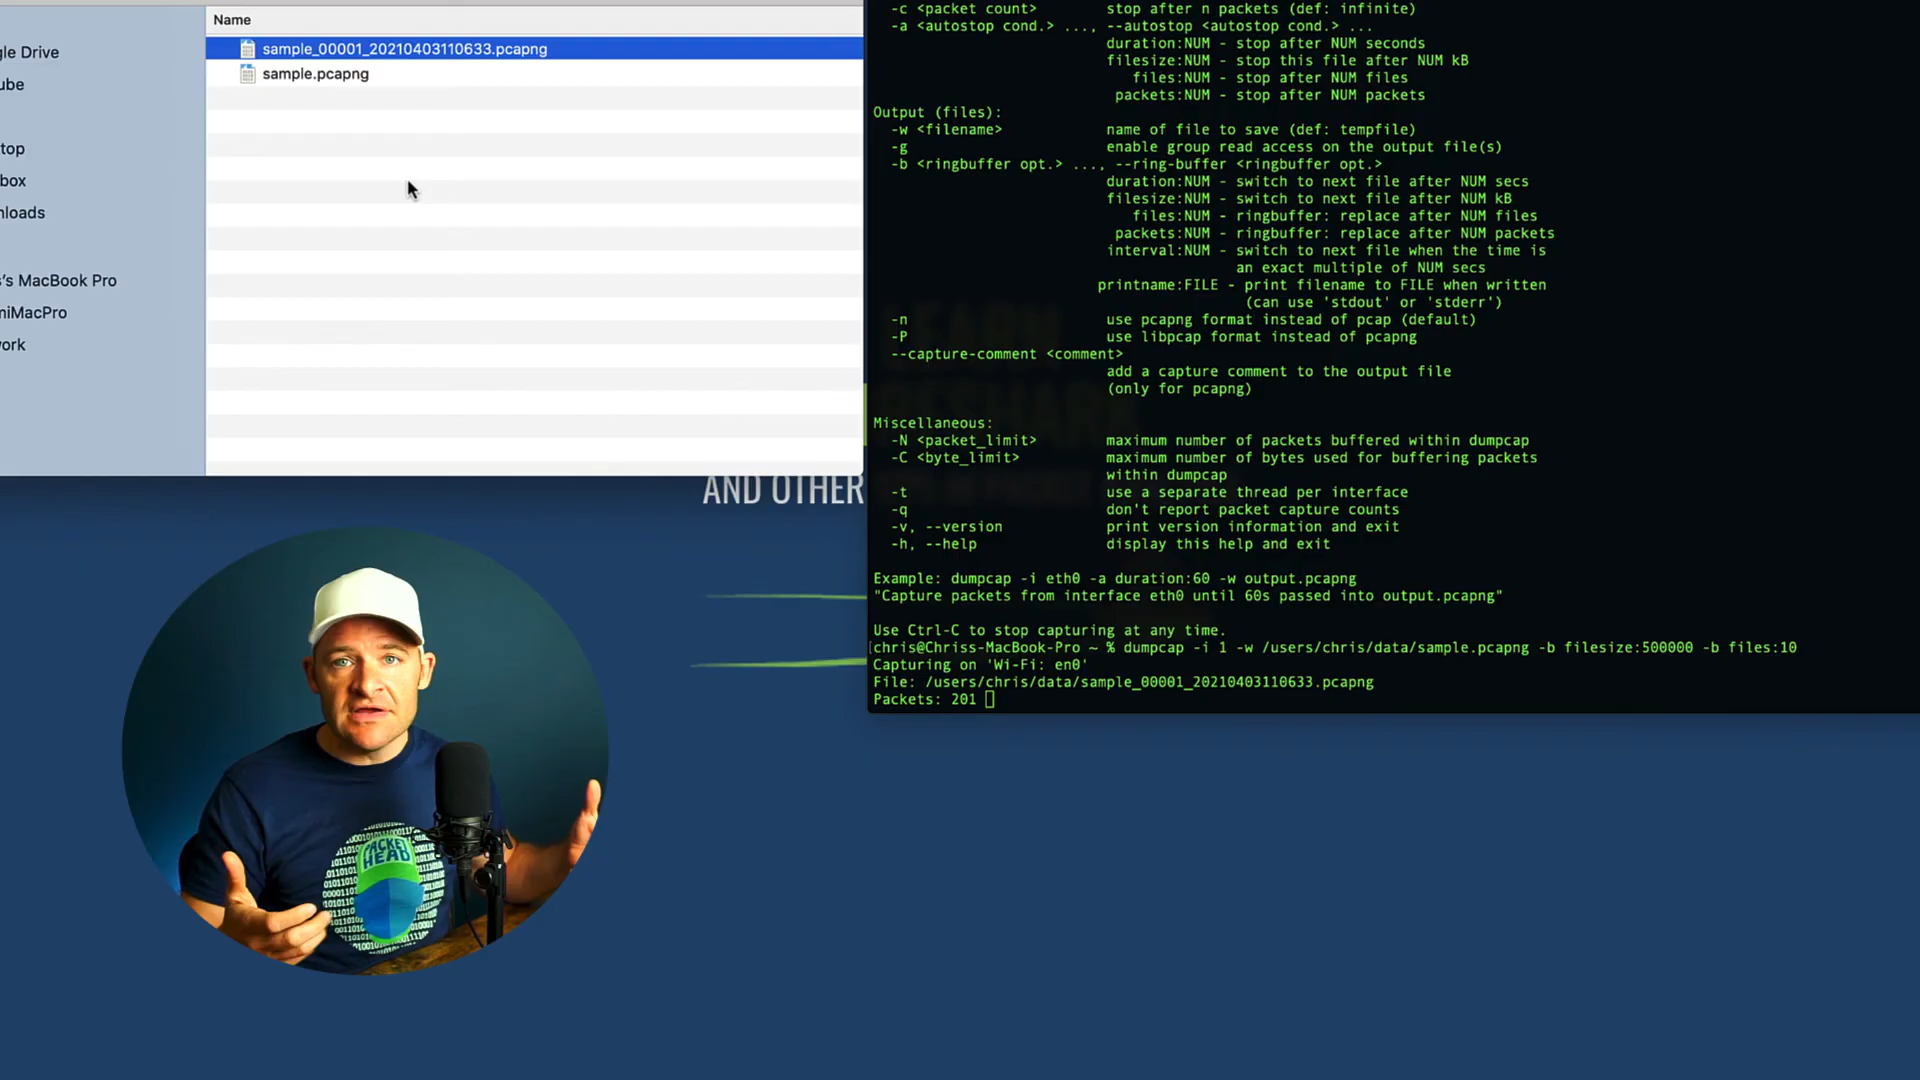 Name
gle Drive
ube
top
box
nloads
s's MacBook Pro
miMacPro
ork
sample_00001_20210403110633.pcapng
sample.pcapng
-c <packet count> stop after n packets (def: infinite)
-a <autostop cond.> ..., --autostop <autostop cond.> ...
duration:NUM - stop after NUM seconds
filesize:NUM - stop this file after NUM kB
files:NUM - stop after NUM files
packets:NUM - stop after NUM packets
Output (files):
-w <filename> name of file to save (def: tempfile)
-g enable group read access on the output file(s)
-b <ringbuffer opt.> ..., --ring-buffer <ringbuffer opt.>
duration:NUM - switch to next file after NUM secs
filesize:NUM - switch to next file after NUM kB
files:NUM - ringbuffer: replace after NUM files
packets:NUM - ringbuffer: replace after NUM packets
interval:NUM - switch to next file when the time is
an exact multiple of NUM secs
printname:FILE - print filename to FILE when written
(can use 'stdout' or 'stderr')
-n use pcapng format instead of pcap (default)
-P use libpcap format instead of pcapng
--capture-comment <comment>
add a capture comment to the output file
(only for pcapng)
Miscellaneous:
-N <packet_limit> maximum number of packets buffered within dumpcap
-C <byte_limit> maximum number of bytes used for buffering packets
within dumpcap
-t use a separate thread per interface
-q don't report packet capture counts
-v, --version print version information and exit
-h, --help display this help and exit
Example: dumpcap -i eth0 -a duration:60 -w output.pcapng
"Capture packets from interface eth0 until 60s passed into output.pcapng"
Use Ctrl-C to stop capturing at any time.
[chris@Chriss-MacBook-Pro ~ % dumpcap -i 1 -w /users/chris/data/sample.pcapng -b filesize:500000 -b files:10
Capturing on 'Wi-Fi: en0'
File: /users/chris/data/sample_00001_20210403110633.pcapng
Packets: 201
LEARN
RESHARK
AND OTHER
PACKET
HEAD